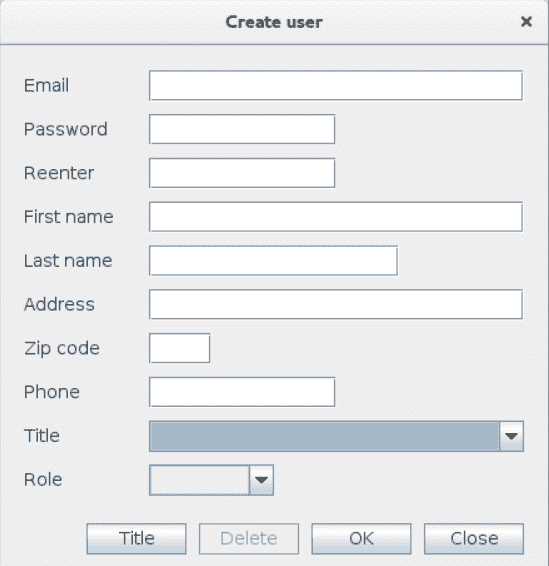 Create user
Email
Password
Reenter
First name
Last name
Address
Zip code
Phone
Title
Role
Title Delete OK Close